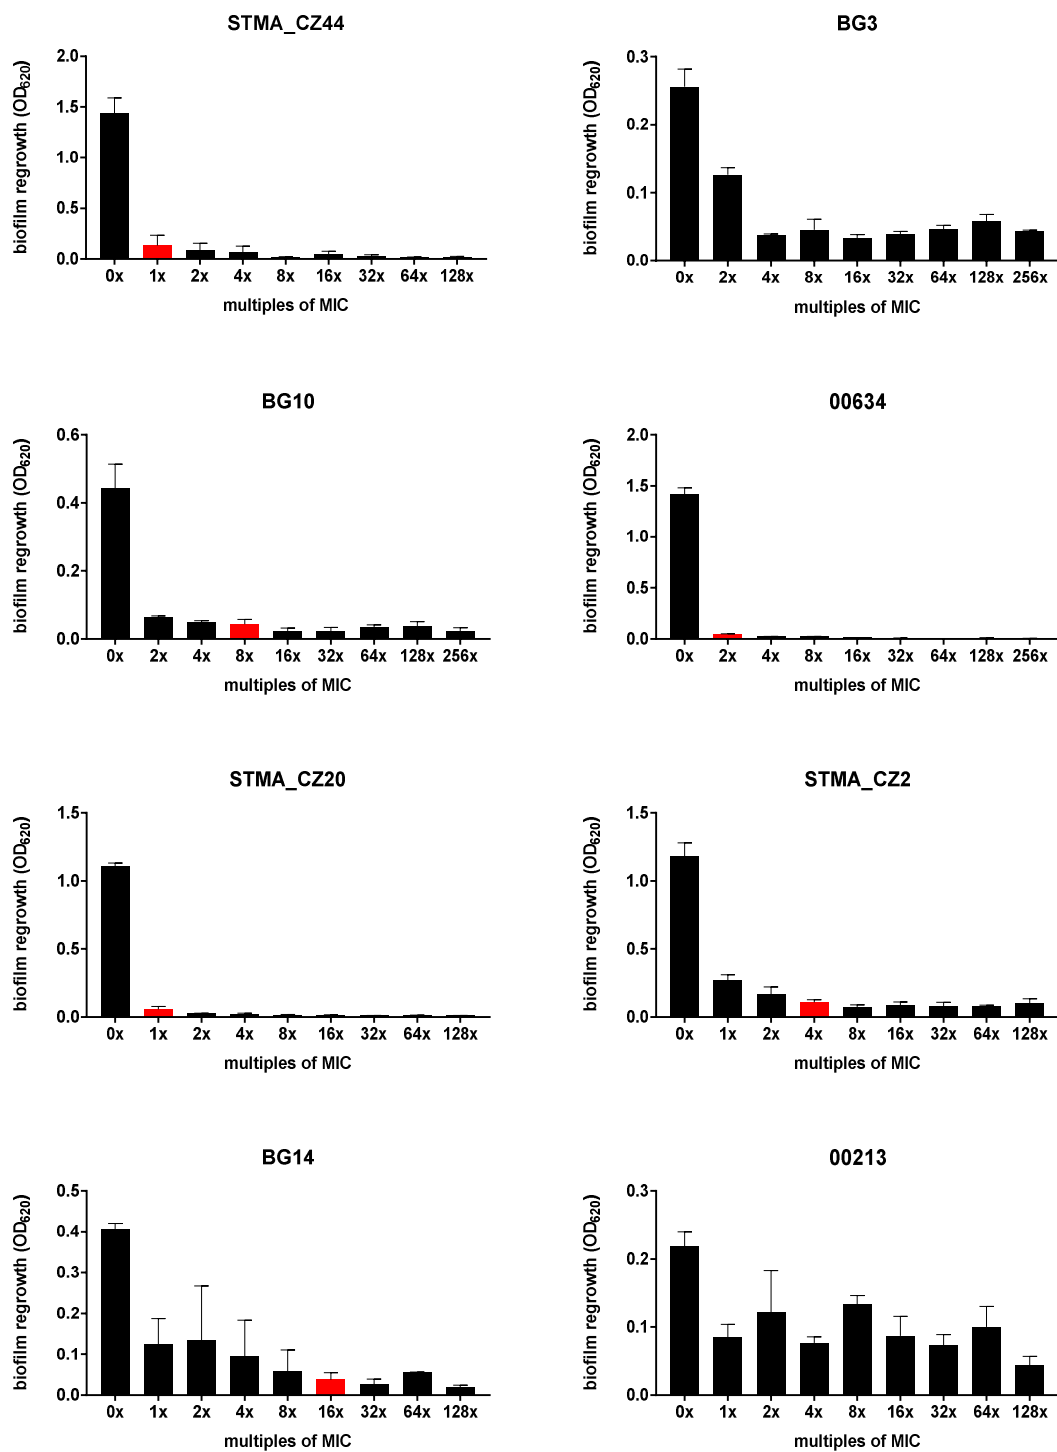 STMA_CZ44
biofilm regrowth (OD620)
2.0
1.5
1.0
0.5
0.0
0x 1x 2x 4x 8x 16x 32x 64x 128x
multiples of MIC
BG3
biofilm regrowth (OD620)
0.3
0.2
0.1
0.0
0x 2x 4x 8x 16x 32x 64x 128x 256x
multiples of MIC
BG10
biofilm regrowth (OD620)
0.6
0.4
0.2
0.0
0x 2x 4x 8x 16x 32x 64x 128x 256x
multiples of MIC
00634
biofilm regrowth (OD620)
2.0
1.5
1.0
0.5
0.0
0x 2x 4x 8x 16x 32x 64x 128x 256x
multiples of MIC
STMA_CZ20
biofilm regrowth (OD620)
1.5
1.0
0.5
0.0
0x 1x 2x 4x 8x 16x 32x 64x 128x
multiples of MIC
STMA_CZ2
biofilm regrowth (OD620)
1.5
1.0
0.5
0.0
0x 1x 2x 4x 8x 16x 32x 64x 128x
multiples of MIC
BG14
biofilm regrowth (OD620)
0.5
0.4
0.3
0.2
0.1
0.0
0x 1x 2x 4x 8x 16x 32x 64x 128x
multiples of MIC
00213
biofilm regrowth (OD620)
0.3
0.2
0.1
0.0
0x 1x 2x 4x 8x 16x 32x 64x 128x
multiples of MIC